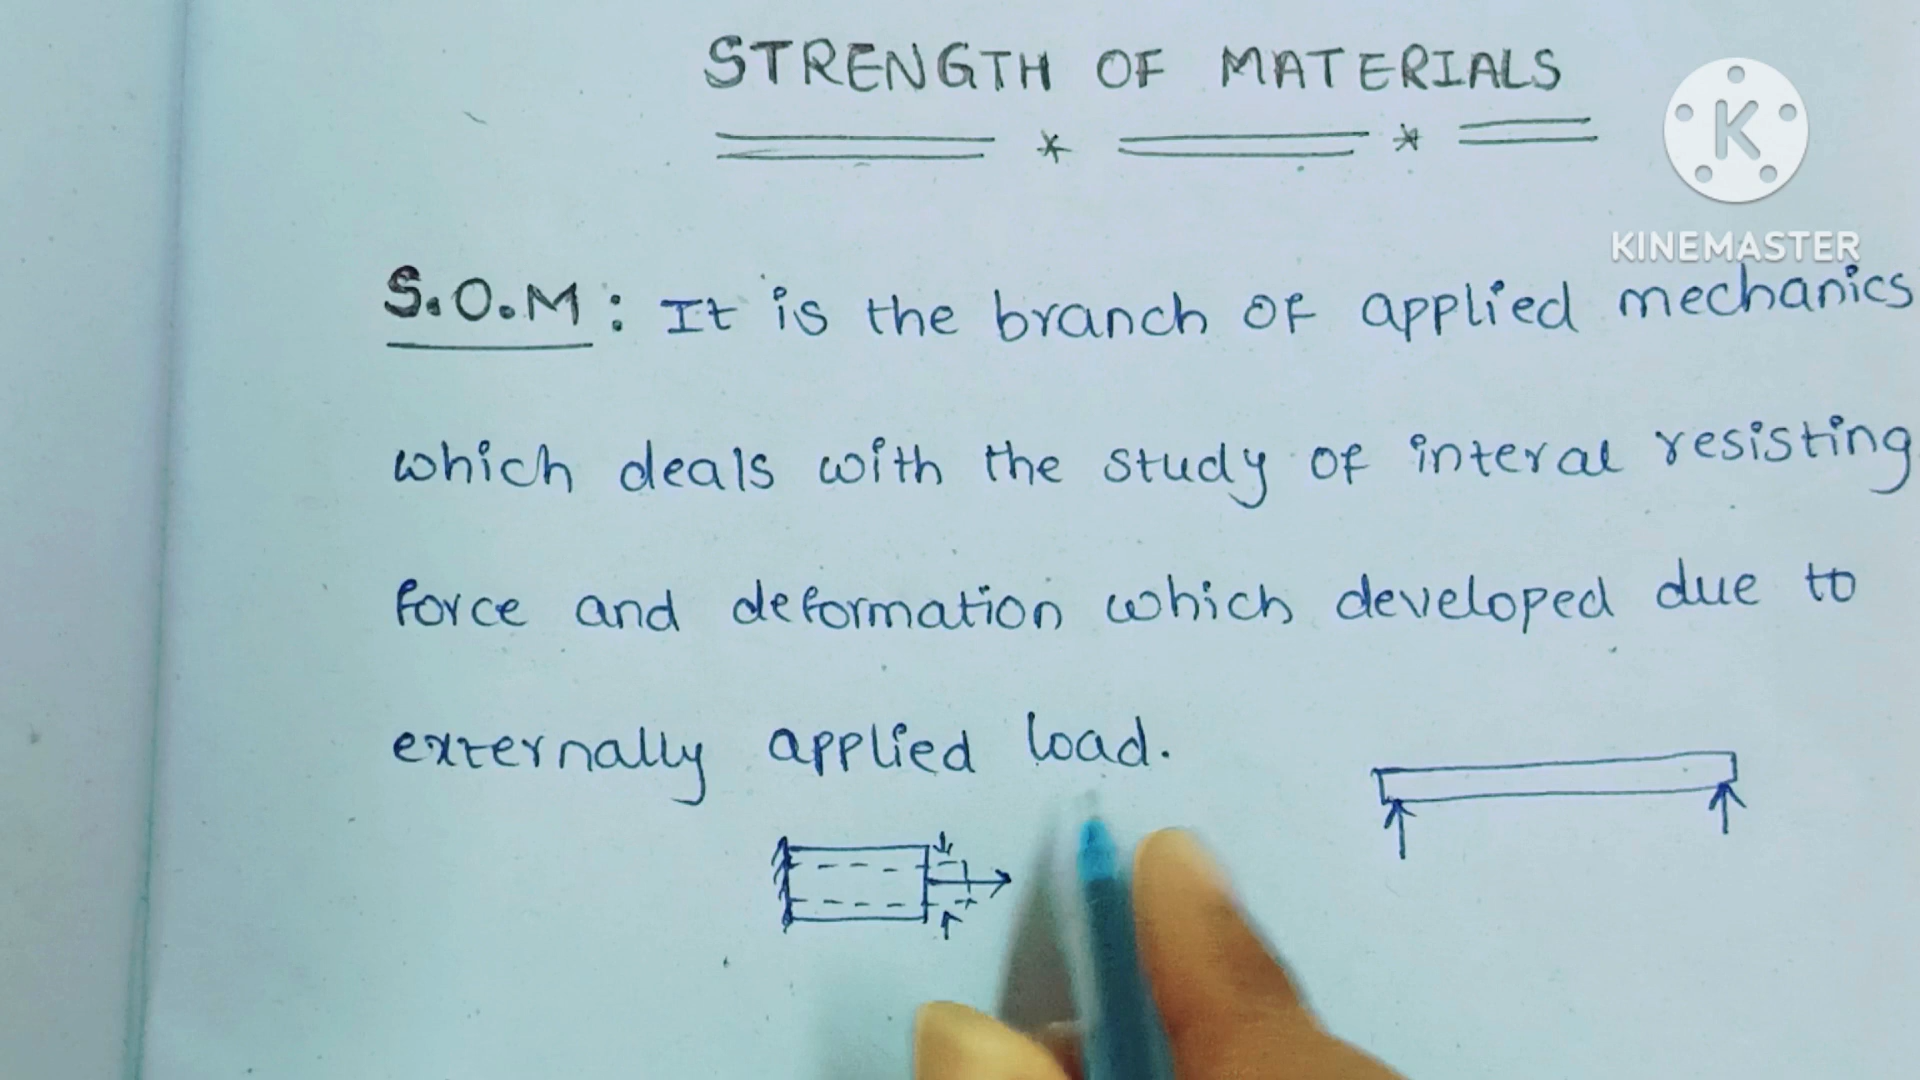 STRENGTH OF MATERIALS
K
KINEMASTER
S.O.M : It is the branch of applied mechanics
which deals with the study of interal resisting
force and deformation which developed due to
externally applied load.